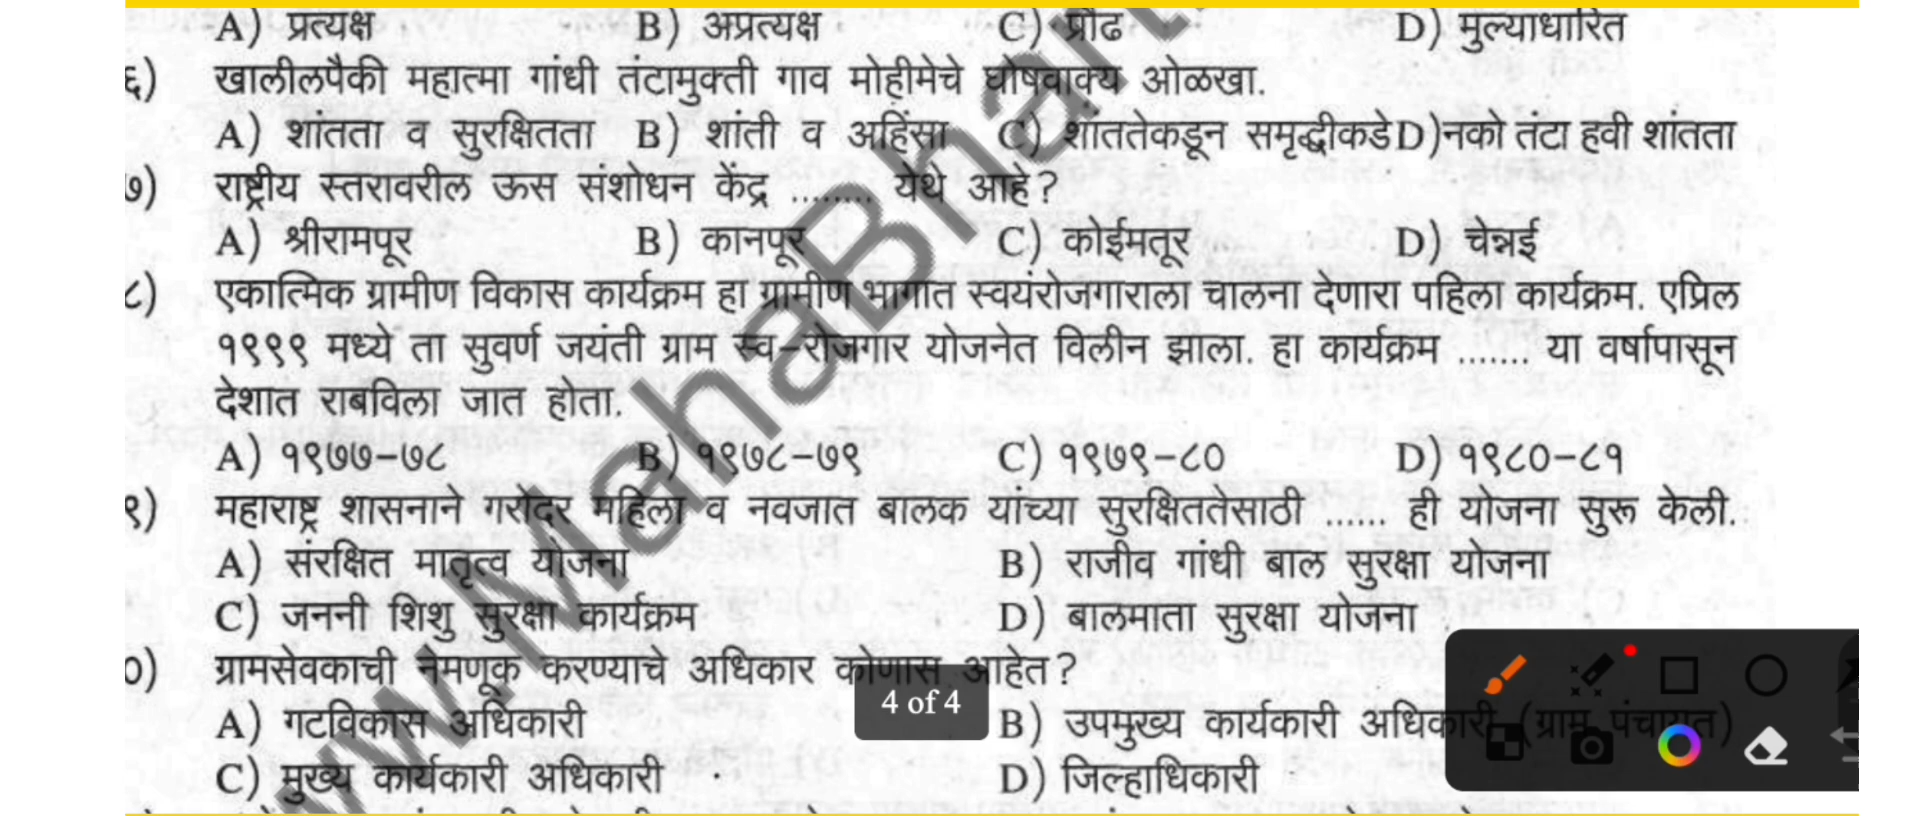 A) प्रत्यक्ष B) अप्रत्यक्ष C) प्रौढ D) मुल्याधारित
६) खालीलपैकी महात्मा गांधी तंटामुक्ती गाव मोहीमेचे घोषवाक्य ओळखा.
A) शांतता व सुरक्षितता B) शांती व अहिंसा C) शांततेकडून समृद्धीकडे D)नको तंटा हवी शांतता
७) राष्ट्रीय स्तरावरील ऊस संशोधन केंद्र ........ येथे आहे?
A) श्रीरामपूर B) कानपूर C) कोईमतूर D) चेन्नई
८) एकात्मिक ग्रामीण विकास कार्यक्रम हा ग्रामीण भागात स्वयंरोजगाराला चालना देणारा पहिला कार्यक्रम. एप्रिल
१९९९ मध्ये ता सुवर्ण जयंती ग्राम स्व-रोजगार योजनेत विलीन झाला. हा कार्यक्रम ....... या वर्षापासून
देशात राबविला जात होता.
A) १९७७-७८ B) १९७८-७९ C) १९७९-८० D) १९८०-८१
९) महाराष्ट्र शासनाने गरोदर महिला व नवजात बालक यांच्या सुरक्षिततेसाठी ...... ही योजना सुरू केली.
A) संरक्षित मातृत्व योजना B) राजीव गांधी बाल सुरक्षा योजना
C) जननी शिशु सुरक्षा कार्यक्रम D) बालमाता सुरक्षा योजना
०) ग्रामसेवकाची नेमणूक करण्याचे अधिकार कोणास आहेत?
A) गटविकास अधिकारी B) उपमुख्य कार्यकारी अधिकारी (ग्राम पंचायत)
C) मुख्य कार्यकारी अधिकारी D) जिल्हाधिकारी
4 of 4
www.MahaBhart